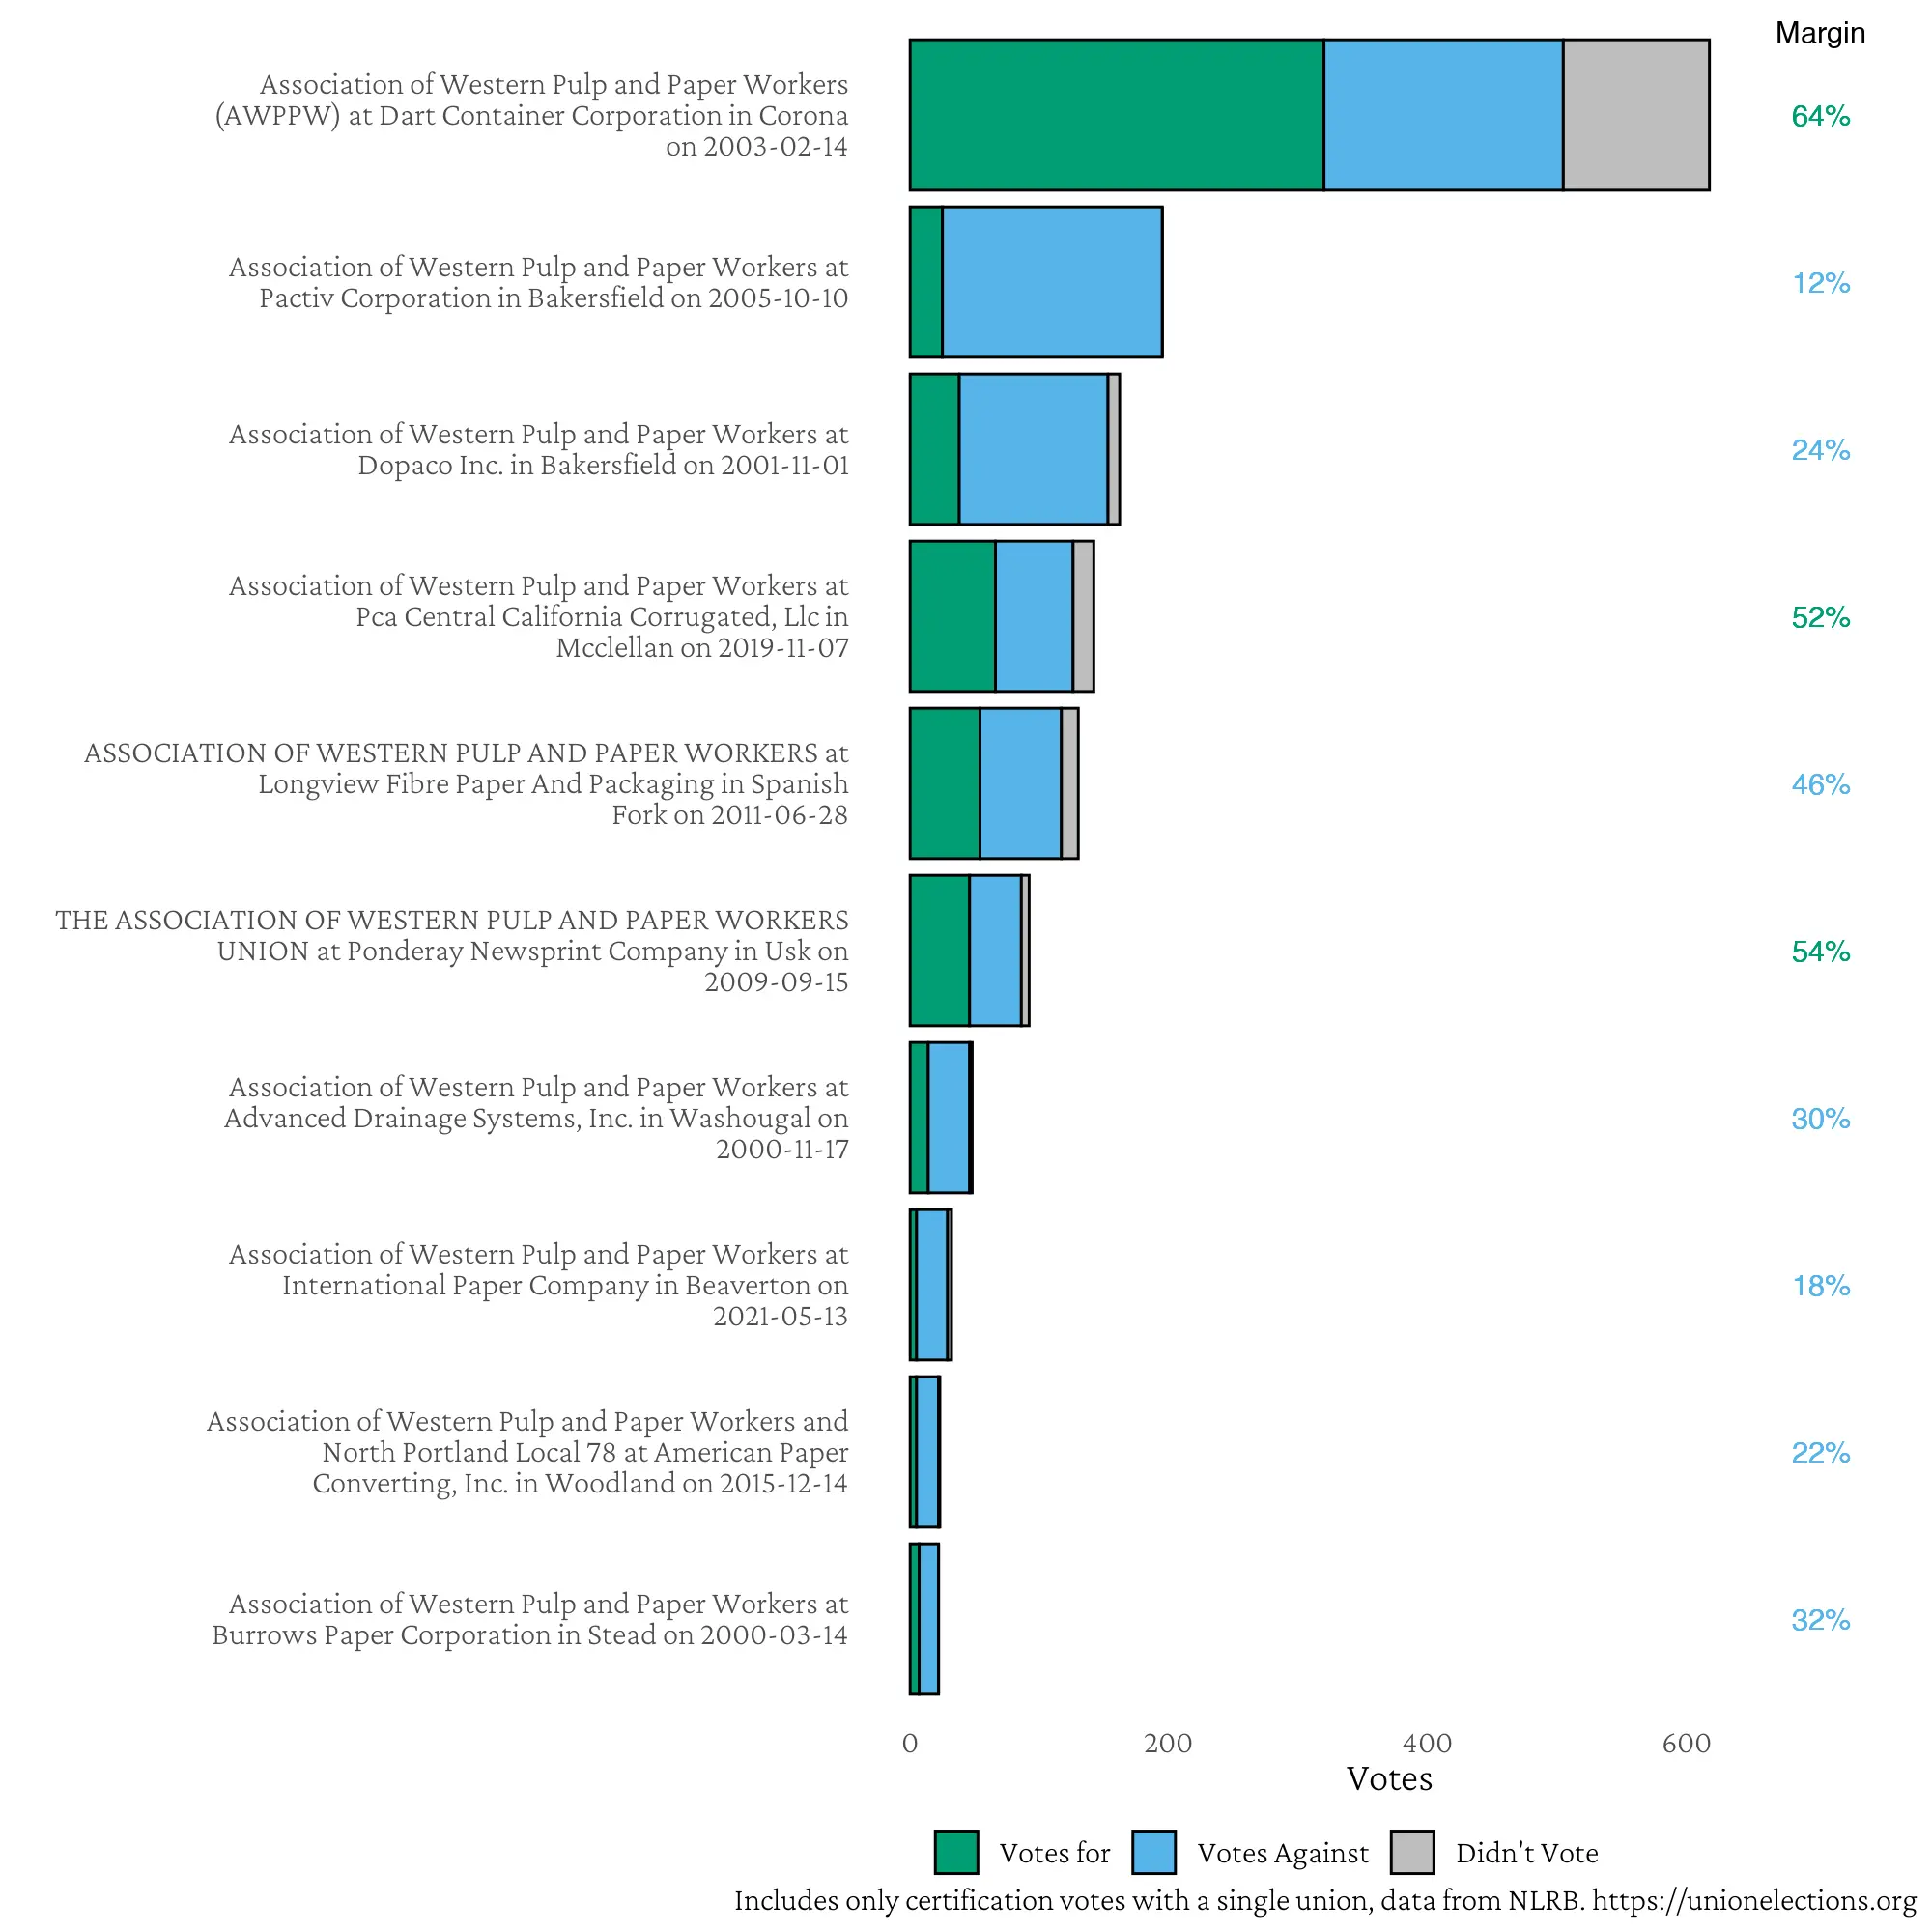 Margin
Association of Western Pulp and Paper Workers
(AWPPW) at Dart Container Corporation in Corona
on 2003-02-14
64%
Association of Western Pulp and Paper Workers at
Pactiv Corporation in Bakersfield on 2005-10-10
12%
Association of Western Pulp and Paper Workers at
Dopaco Inc. in Bakersfield on 2001-11-01
24%
Association of Western Pulp and Paper Workers at
Pca Central California Corrugated, Llc in
Mcclellan on 2019-11-07
52%
ASSOCIATION OF WESTERN PULP AND PAPER WORKERS at
Longview Fibre Paper And Packaging in Spanish
Fork on 2011-06-28
46%
THE ASSOCIATION OF WESTERN PULP AND PAPER WORKERS
UNION at Ponderay Newsprint Company in Usk on
2009-09-15
54%
Association of Western Pulp and Paper Workers at
Advanced Drainage Systems, Inc. in Washougal on
2000-11-17
30%
Association of Western Pulp and Paper Workers at
International Paper Company in Beaverton on
2021-05-13
18%
Association of Western Pulp and Paper Workers and
North Portland Local 78 at American Paper
Converting, Inc. in Woodland on 2015-12-14
22%
Association of Western Pulp and Paper Workers at
Burrows Paper Corporation in Stead on 2000-03-14
32%
0 200 400 600
Votes
Votes for Votes Against Didn't Vote
Includes only certification votes with a single union, data from NLRB. https://unionelections.org